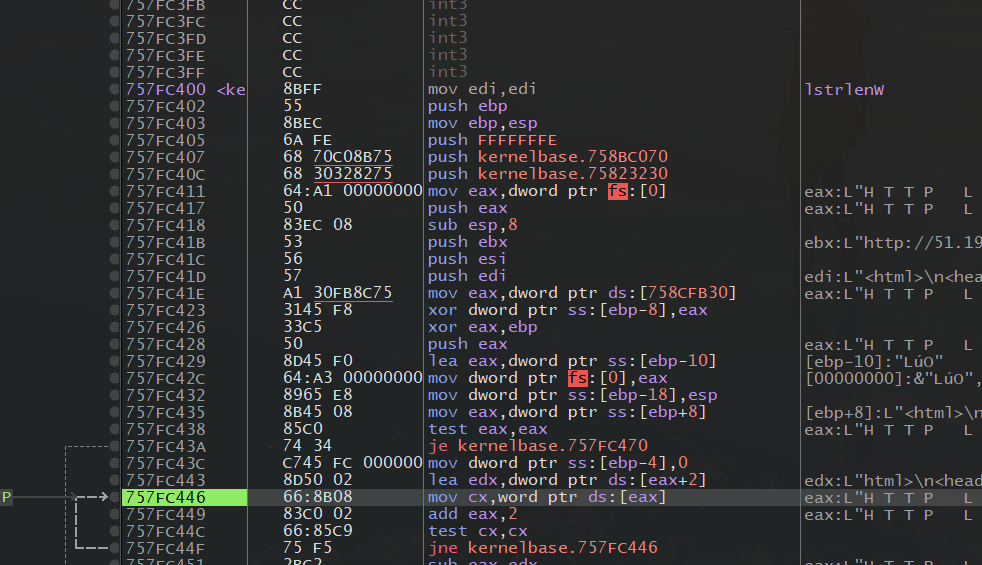 757FC3FB CC int3
757FC3FC CC int3
757FC3FD CC int3
757FC3FE CC int3
757FC3FF CC int3
757FC400 <ke 8BFF mov edi,edi lstrlenW
757FC402 55 push ebp
757FC403 8BEC mov ebp,esp
757FC405 6A FE push FFFFFFFE
757FC407 68 70C08B75 push kernelbase.758BC070
757FC40C 68 30328275 push kernelbase.75823230
757FC411 64:A1 00000000 mov eax,dword ptr fs:[0] eax:L"H T T P   L
757FC417 50 push eax eax:L"H T T P   L
757FC418 83EC 08 sub esp,8
757FC41B 53 push ebx ebx:L"http://51.19
757FC41C 56 push esi
757FC41D 57 push edi edi:L"<html>\n<head
757FC41E A1 30FB8C75 mov eax,dword ptr ds:[758CFB30] eax:L"H T T P   L
757FC423 3145 F8 xor dword ptr ss:[ebp-8],eax
757FC426 33C5 xor eax,ebp
757FC428 50 push eax eax:L"H T T P   L
757FC429 8D45 F0 lea eax,dword ptr ss:[ebp-10] [ebp-10]:"LúO"
757FC42C 64:A3 00000000 mov dword ptr fs:[0],eax [00000000]:&"LúO",
757FC432 8965 E8 mov dword ptr ss:[ebp-18],esp
757FC435 8B45 08 mov eax,dword ptr ss:[ebp+8] [ebp+8]:L"<html>\n
757FC438 85C0 test eax,eax eax:L"H T T P   L
757FC43A 74 34 je kernelbase.757FC470
757FC43C C745 FC 000000 mov dword ptr ss:[ebp-4],0
757FC443 8D50 02 lea edx,dword ptr ds:[eax+2] edx:L"html>\n<head
P 757FC446 66:8B08 mov cx,word ptr ds:[eax] eax:L"H T T P   L
757FC449 83C0 02 add eax,2 eax:L"H T T P   L
757FC44C 66:85C9 test cx,cx
757FC44F 75 F5 jne kernelbase.757FC446
757FC451 2BC2 sub eax,edx eax:L"H T T P   L